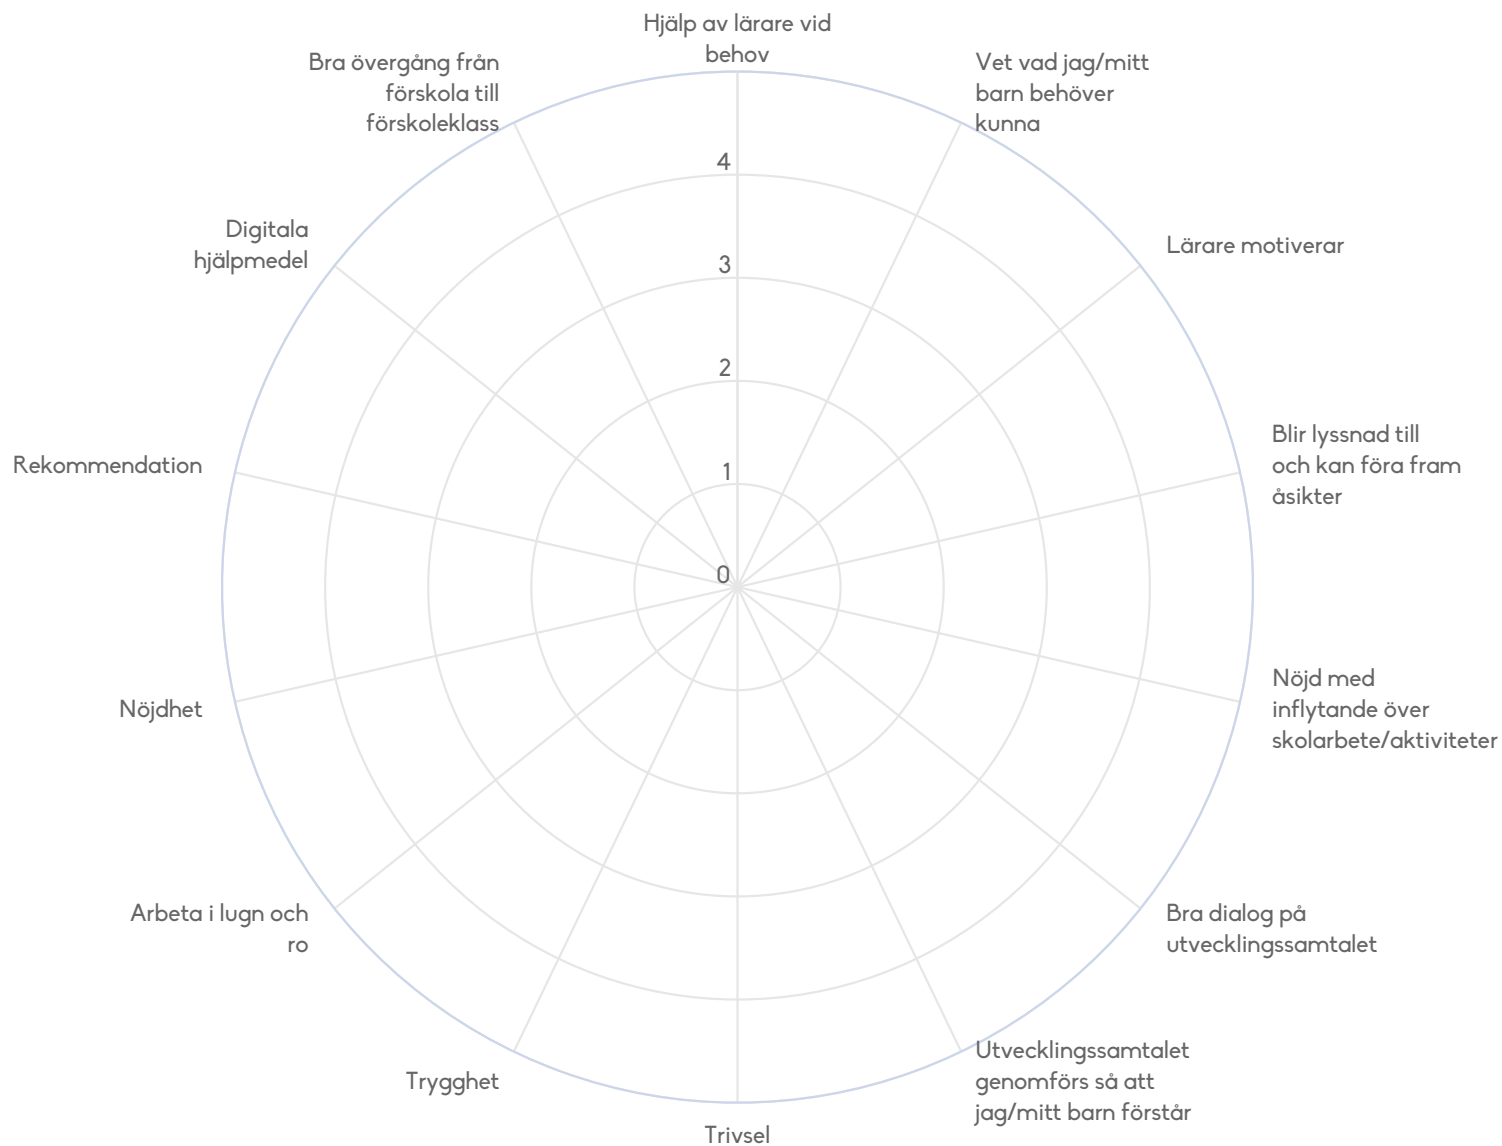 Hjälp av lärare vid
behov
Vet vad jag/mitt
barn behöver
kunna
Lärare motiverar
Blir lyssnad till
och kan föra fram
åsikter
Nöjd med
inflytande över
skolarbete/aktiviteter
Bra dialog på
utvecklingssamtalet
Utvecklingssamtalet
genomförs så att
jag/mitt barn förstår
Trivsel
Trygghet
Arbeta i lugn och
ro
Nöjdhet
Rekommendation
Digitala
hjälpmedel
Bra övergång från
förskola till
förskoleklass
4
3
2
1
0